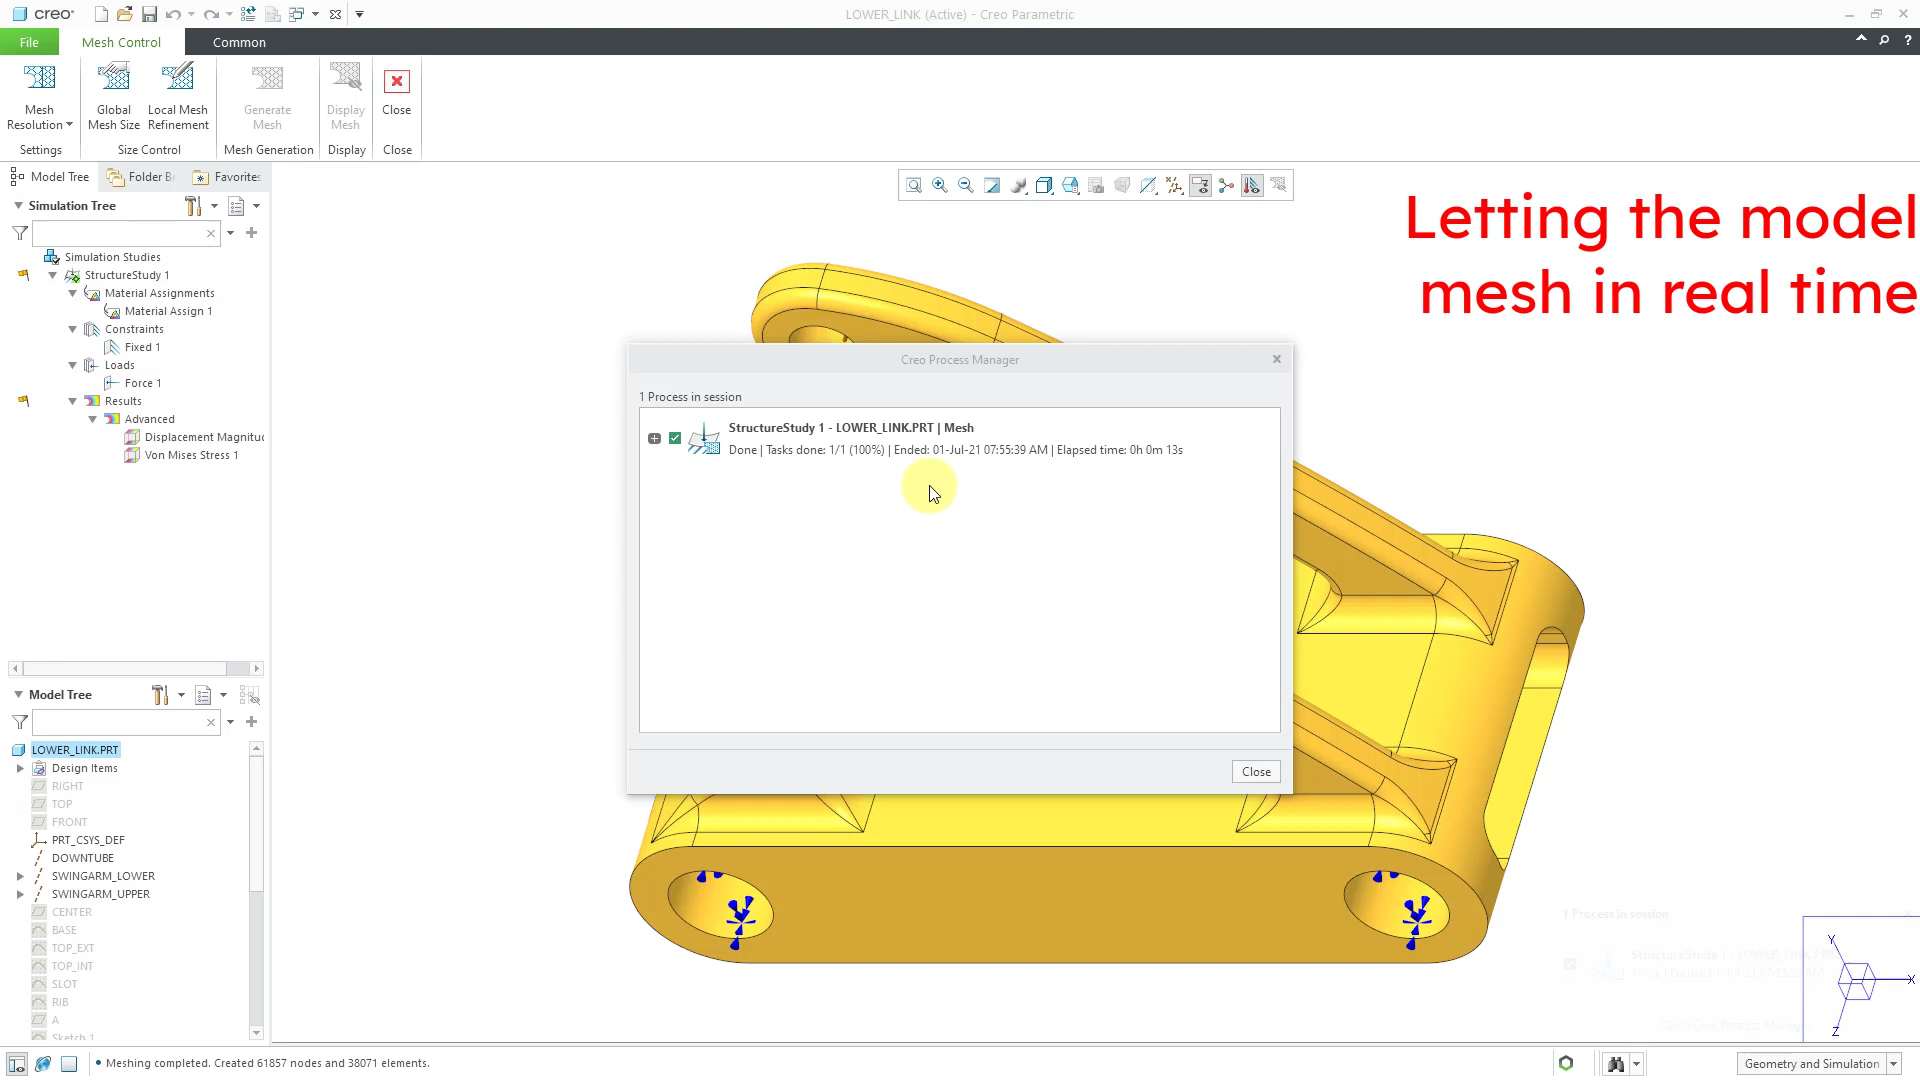 creo
LOWER_LINK (Active) - Creo Parametric
File
Mesh Control
Common
Mesh
Resolution
Global
Mesh Size
Local Mesh
Refinement
Generate
Mesh
Display
Mesh
Close
Settings
Size Control
Mesh Generation
Display
Close
Model Tree
Folder B
Favorites
Simulation Tree
Simulation Studies
StructureStudy 1
Material Assignments
Material Assign 1
Constraints
Fixed 1
Loads
Force 1
Results
Advanced
Displacement Magnitu
Von Mises Stress 1
Letting the model
mesh in real time
Creo Process Manager
1 Process in session
StructureStudy 1 - LOWER_LINK.PRT | Mesh
Done | Tasks done: 1/1 (100%) | Ended: 01-Jul-21 07:55:39 AM | Elapsed time: 0h 0m 13s
Close
Model Tree
LOWER_LINK.PRT
Design Items
RIGHT
TOP
FRONT
PRT_CSYS_DEF
DOWNTUBE
SWINGARM_LOWER
SWINGARM_UPPER
CENTER
BASE
TOP_EXT
TOP_INT
SLOT
RIB
A
Sketch 1
1 Process in session
Y
X
Z
Meshing completed. Created 61857 nodes and 38071 elements.
Geometry and Simulation